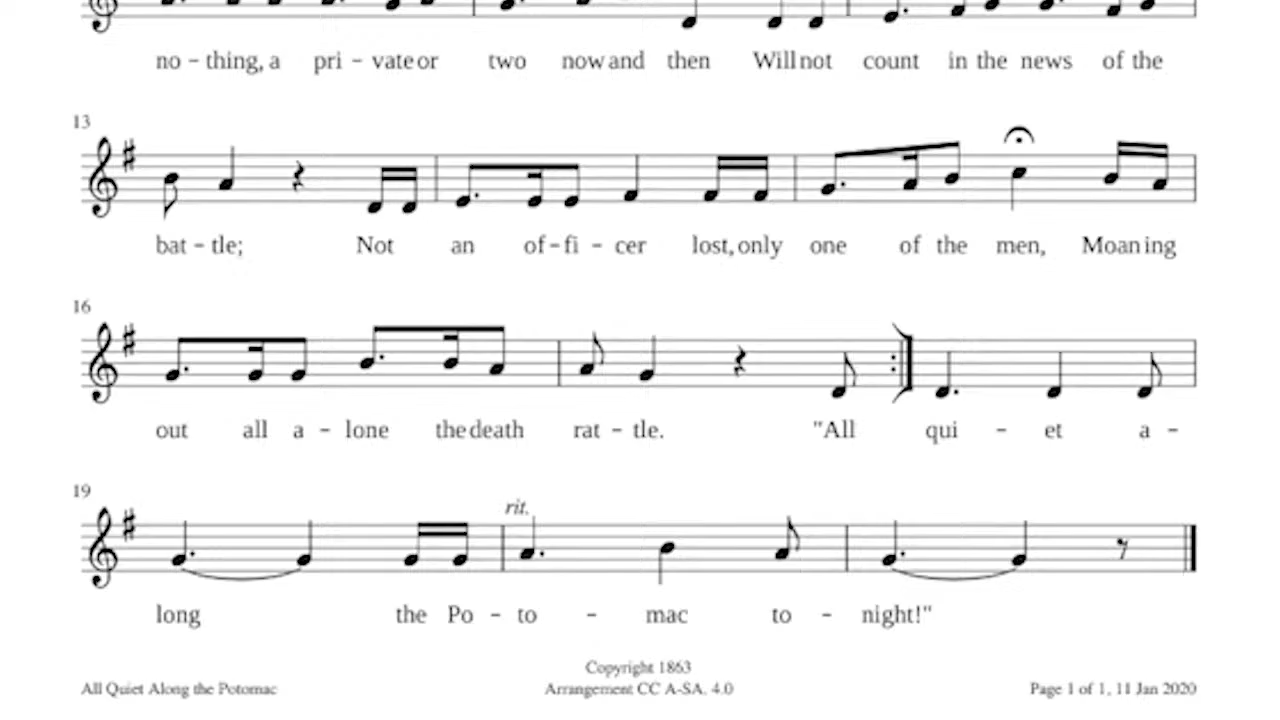 no – thing, a pri – vate or two now and then Will not count in the news of the
13
bat – tle; Not an of – fi – cer lost, only one of the men, Moaning
16
out all a – lone the death rat – tle. "All qui – et a –
19
rit.
long the Po – to – mac to – night!"
Copyright 1863
All Quiet Along the Potomac Arrangement CC A-SA. 4.0 Page 1 of 1, 11 Jan 2020